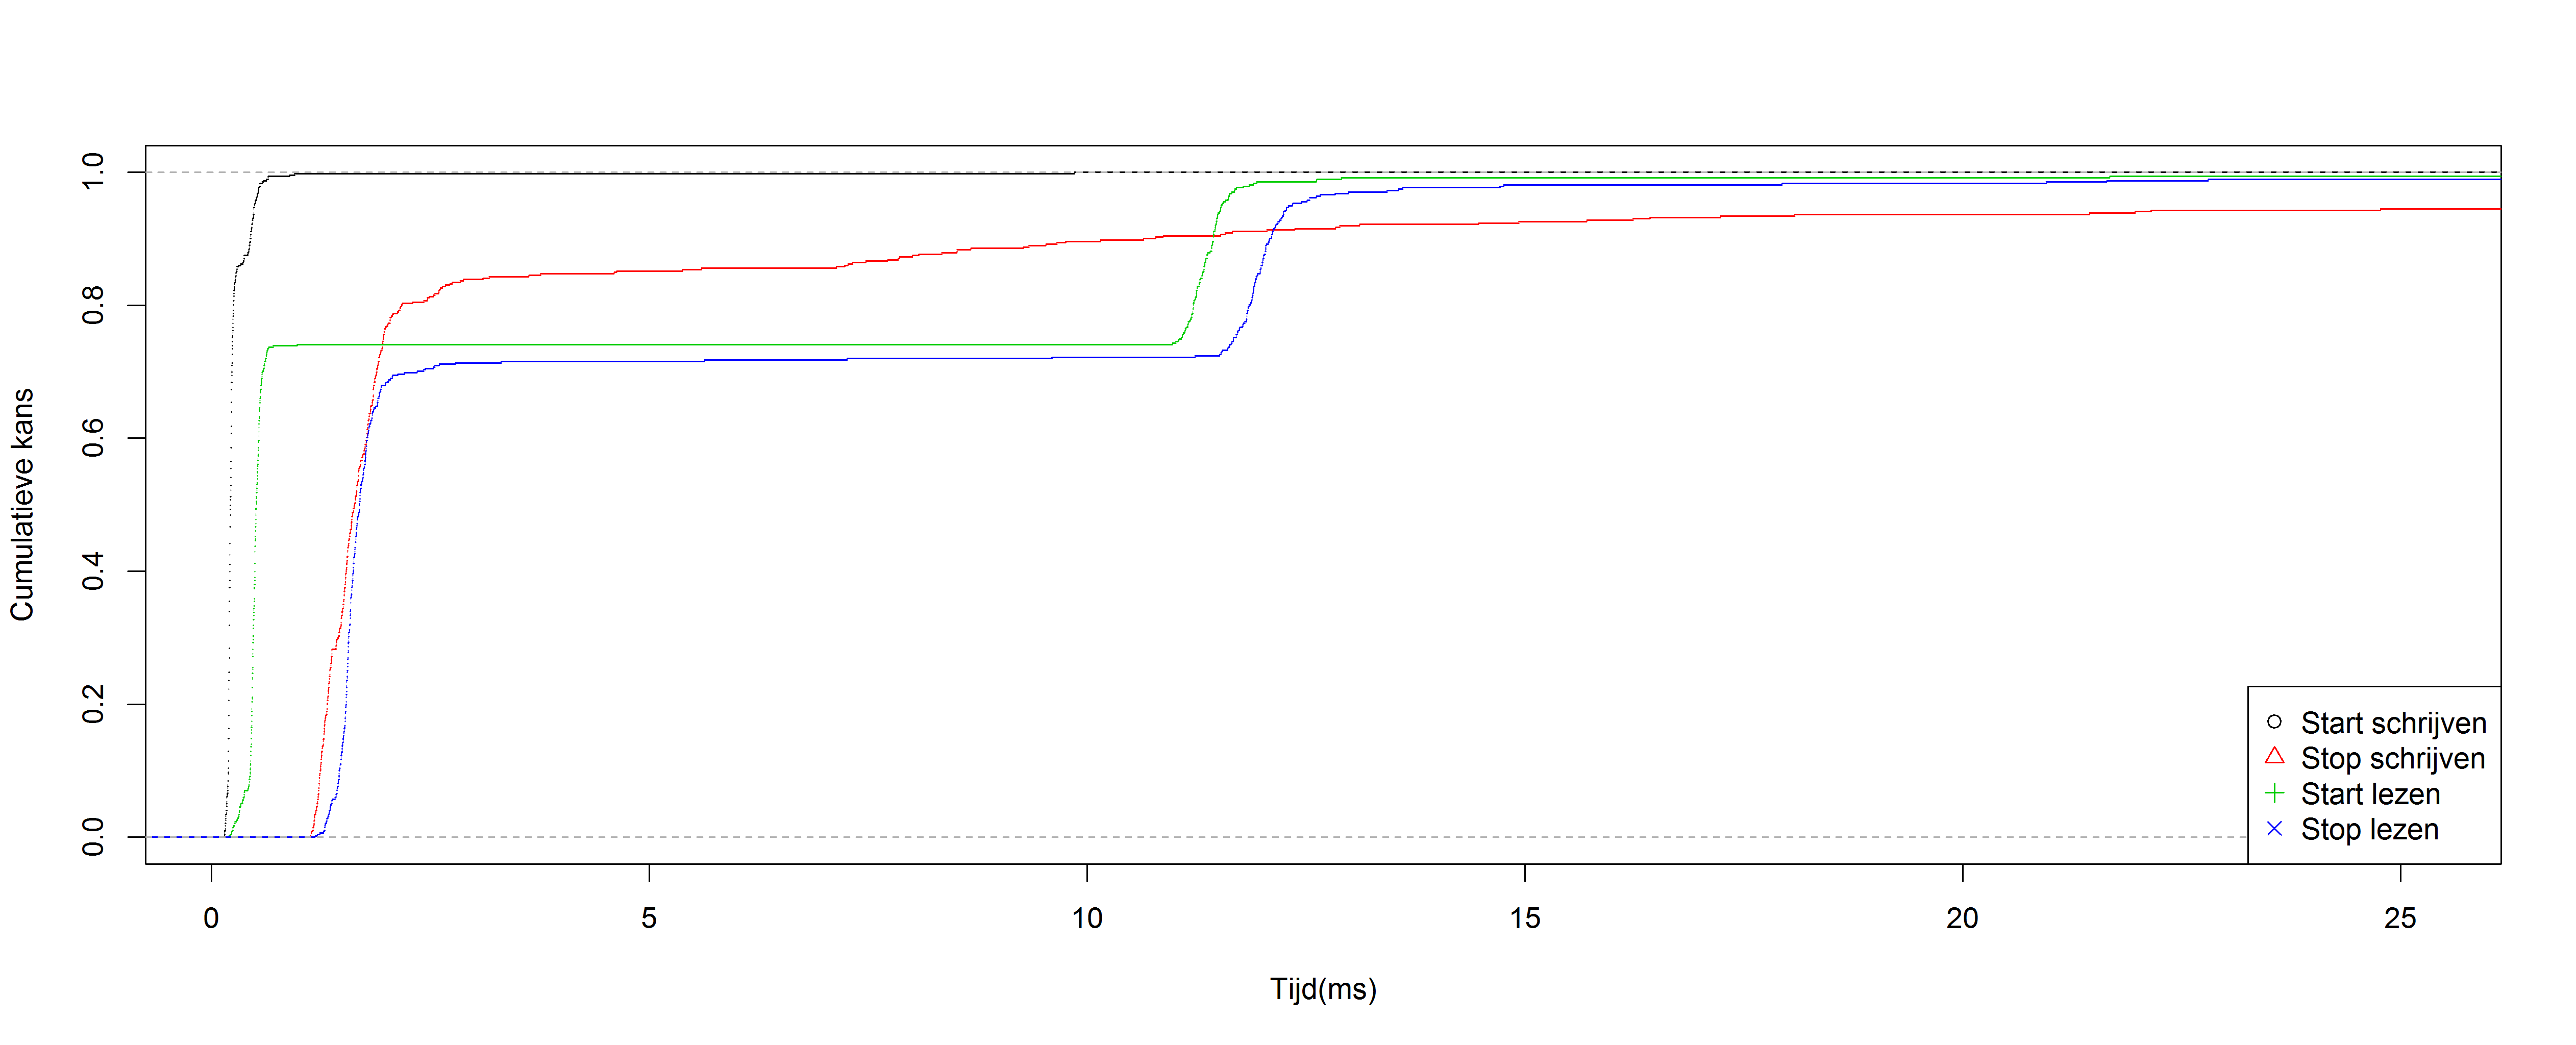 Cumulatieve kans
1.0
0.8
0.6
0.4
0.2
0.0
0 5 10 15 20 25
Tijd(ms)
Start schrijven
Stop schrijven
Start lezen
Stop lezen